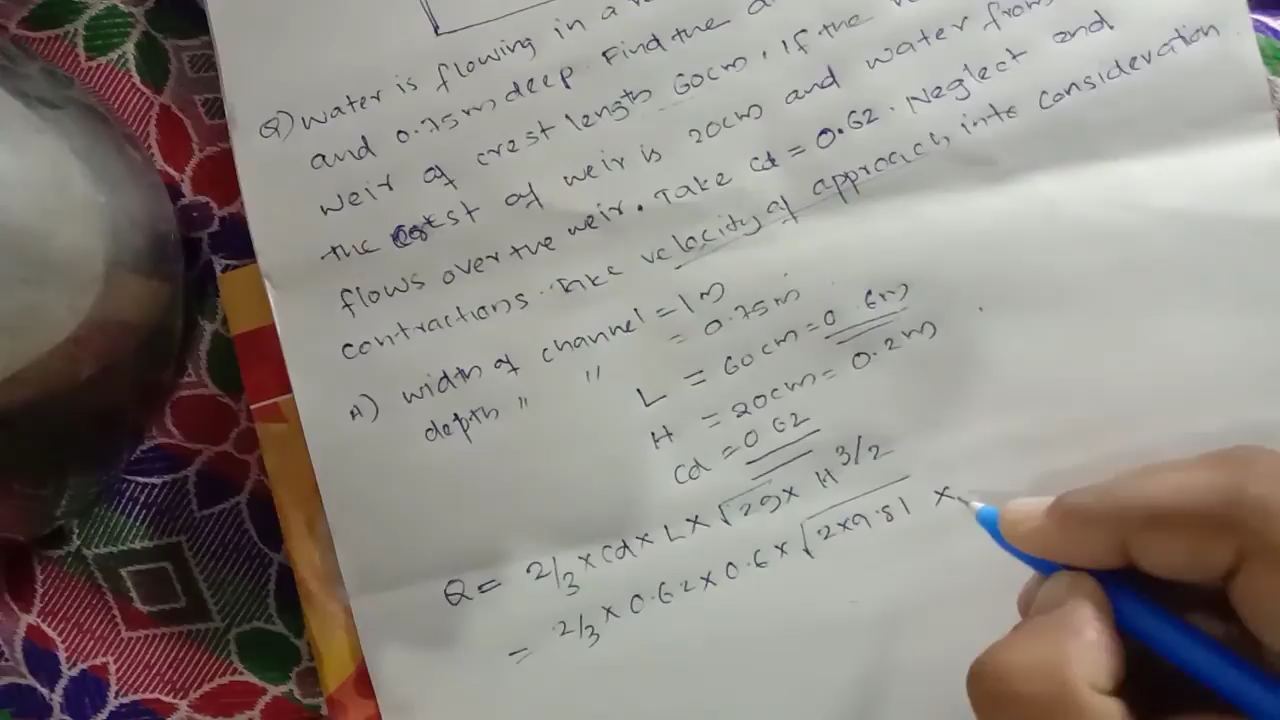 Q) Water is flowing in a
and 0.75m deep. Find the
weir of crest length 60cm, If the
the crest of weir is 20cm and water from
flows over the weir. Take Cd = 0.62. Neglect end
contractions. Take velocity of approach into consideration.
A) width of channel = 1m
depth " " = 0.75m
L = 60cm = 0.6m
H = 20cm = 0.2m
Cd = 0.62
Q = 2/3 × Cd × L × √2g × H 3/2
= 2/3 × 0.62 × 0.6 × √2×9.81 ×